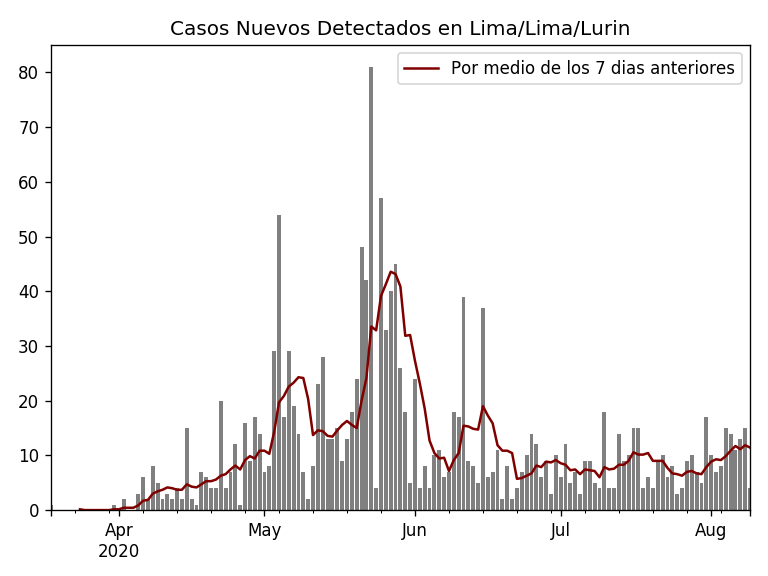 Casos Nuevos Detectados en Lima/Lima/Lurin
Por medio de los 7 dias anteriores
80
70
60
50
40
30
20
10
0
Apr
2020
May
Jun
Jul
Aug